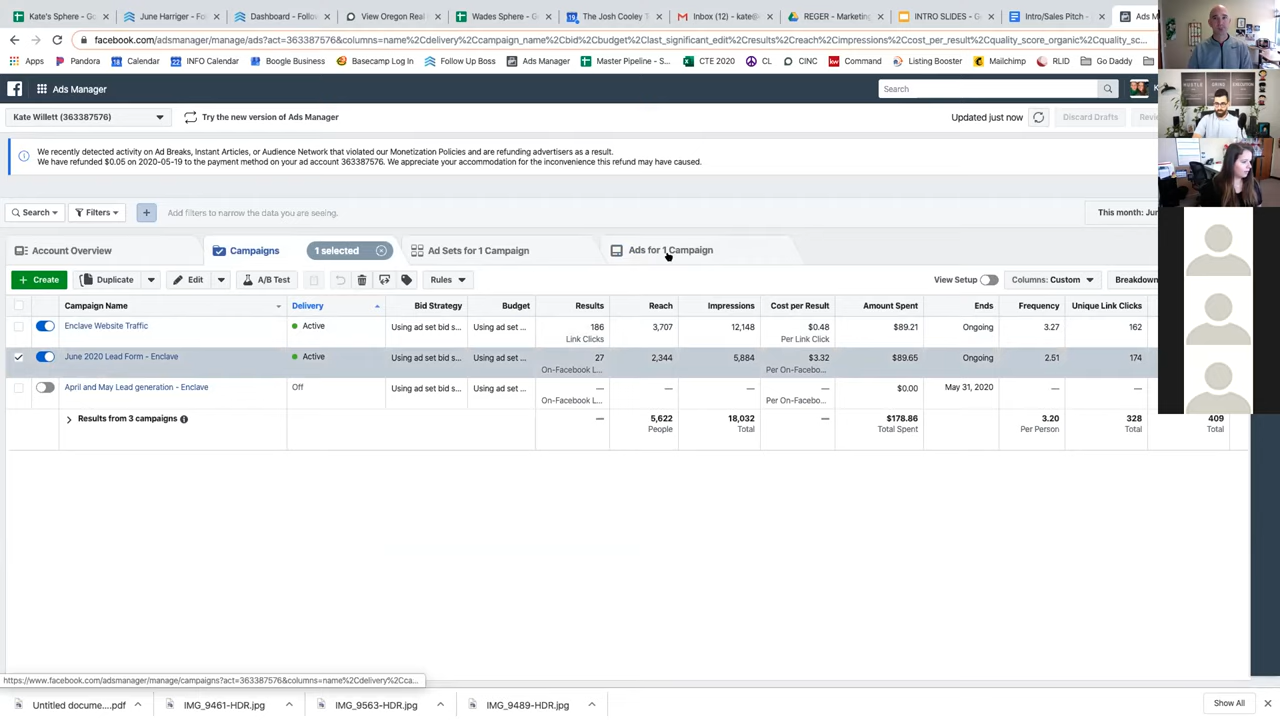 Kate's Sphere - G
June Harriger - Fo
Dashboard - Follow
View Oregon Real
Wades Sphere - G
The Josh Cooley T
Inbox (12) - kate@
REGER - Marketing
INTRO SLIDES - G
Intro/Sales Pitch -
Ads M
facebook.com/adsmanager/manage/ads?act=363387576&columns=name%2Cdelivery%2Ccampaign_name%2Cbid%2Cbudget%2Clast_significant_edit%2Cresults%2Creach%2Cimpressions%2Ccost_per_result%2Cquality_score_organic%2Cquality_sc...
Apps
Pandora
Calendar
INFO Calendar
Google Business
Basecamp Log In
Follow Up Boss
Ads Manager
Master Pipeline - S...
CTE 2020
CL
CINC
Command
Listing Booster
Mailchimp
RLID
Go Daddy
Ads Manager
Search
K
Kate Willett (363387576)
Try the new version of Ads Manager
Updated just now
Discard Drafts
Revie
We recently detected activity on Ad Breaks, Instant Articles, or Audience Network that violated our Monetization Policies and are refunding advertisers as a result.
We have refunded $0.05 on 2020-05-19 to the payment method on your ad account 363387576. We appreciate your accommodation for the inconvenience this refund may have caused.
Search
Filters
+
Add filters to narrow the data you are seeing.
This month: Jun
Account Overview
Campaigns
1 selected
Ad Sets for 1 Campaign
Ads for 1 Campaign
+ Create
Duplicate
Edit
A/B Test
Rules
View Setup
Columns: Custom
Breakdown
Campaign Name
Delivery
Bid Strategy
Budget
Results
Reach
Impressions
Cost per Result
Amount Spent
Ends
Frequency
Unique Link Clicks
Enclave Website Traffic
Active
Using ad set bid s...
Using ad set ...
186
3,707
12,148
$0.48
$89.21
Ongoing
3.27
162
Link Clicks
Per Link Click
June 2020 Lead Form - Enclave
Active
Using ad set bid s...
Using ad set ...
27
2,344
5,884
$3.32
$89.65
Ongoing
2.51
174
On-Facebook L...
Per On-Facebo...
April and May Lead generation - Enclave
Off
Using ad set bid s...
Using ad set ...
—
—
—
—
$0.00
May 31, 2020
—
—
On-Facebook L...
Per On-Facebo...
Results from 3 campaigns
—
5,622
18,032
—
$178.86
3.20
328
409
People
Total
Total Spent
Per Person
Total
Total
HUSTLE
GRIND
EXECUTION
https://www.facebook.com/adsmanager/manage/campaigns?act=363387576&columns=name%2Cdelivery%2Cca...
Untitled docume....pdf
IMG_9461-HDR.jpg
IMG_9563-HDR.jpg
IMG_9489-HDR.jpg
Show All